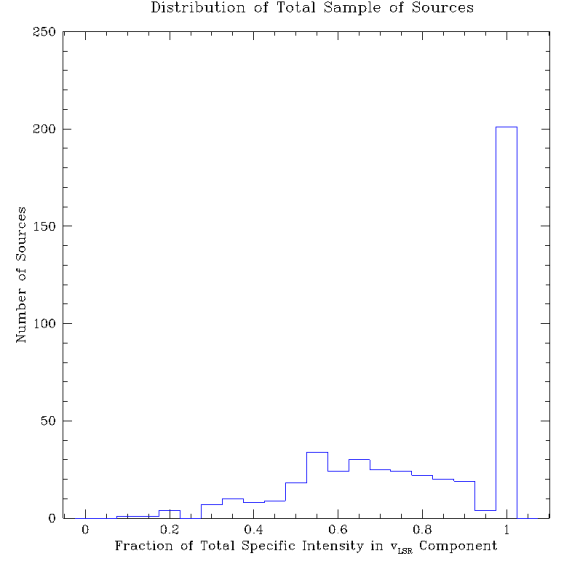 Distribution of Total Sample of Sources
250
200
150
100
50
0
Number of Sources
0 0.2 0.4 0.6 0.8 1
Fraction of Total Specific Intensity in v_LSR Component